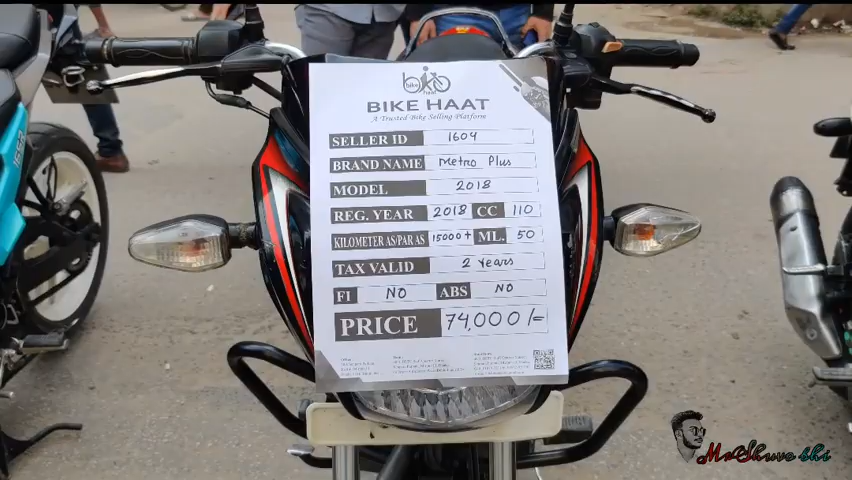 bike haat
BIKE HAAT
A Trusted Bike Selling Platform
SELLER ID 1604
BRAND NAME Metro Plus
MODEL 2018
REG. YEAR 2018 CC 110
KILOMETER AS/PAR AS 15000+ ML. 50
TAX VALID 2 Years
FI NO ABS NO
PRICE 74,000/=